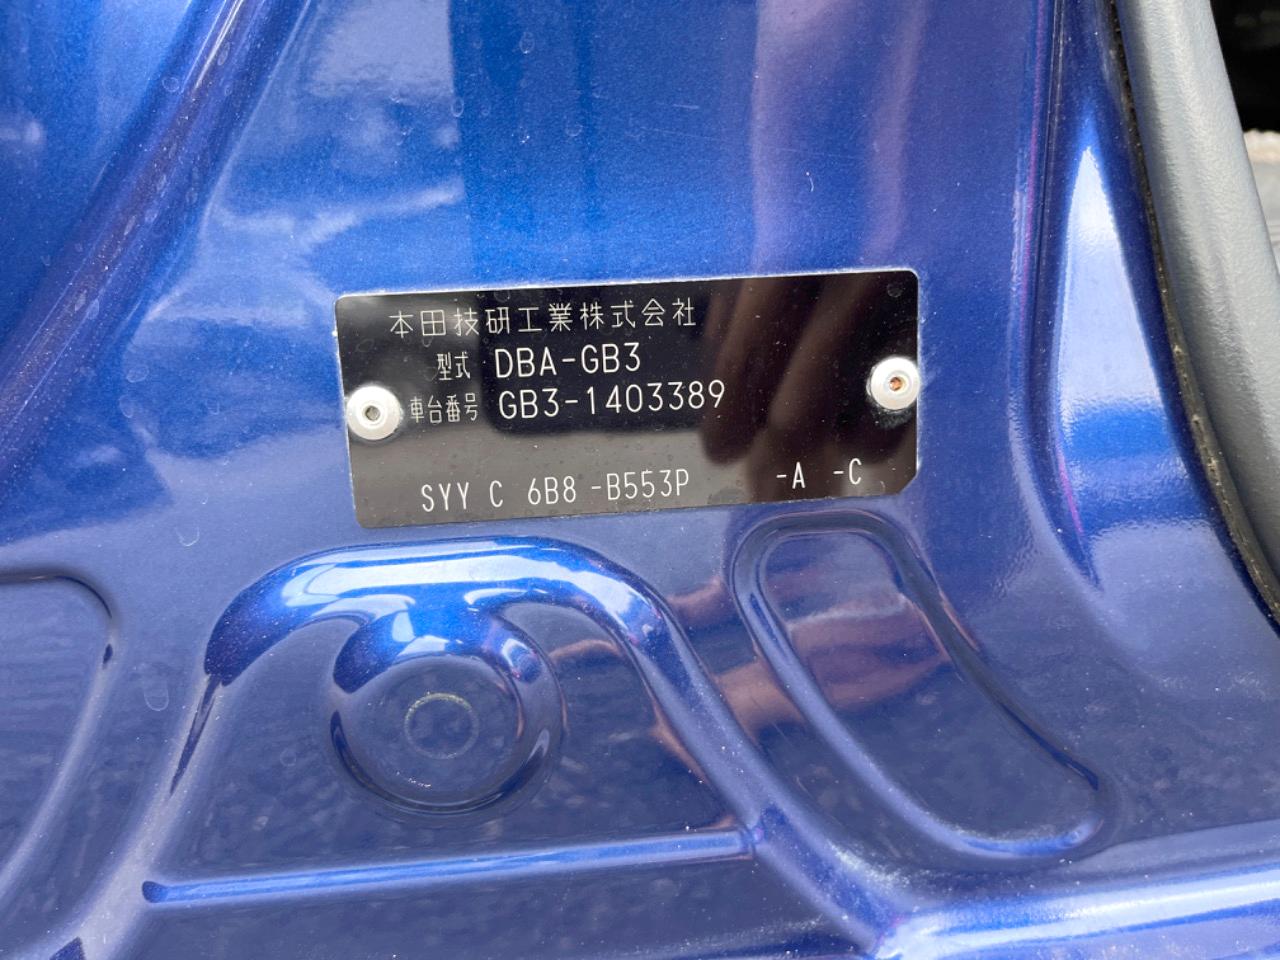 本田技研工業株式会社
型式 DBA-GB3
車台番号 GB3-1403389
SYY C 6B8 -B553P -A -C